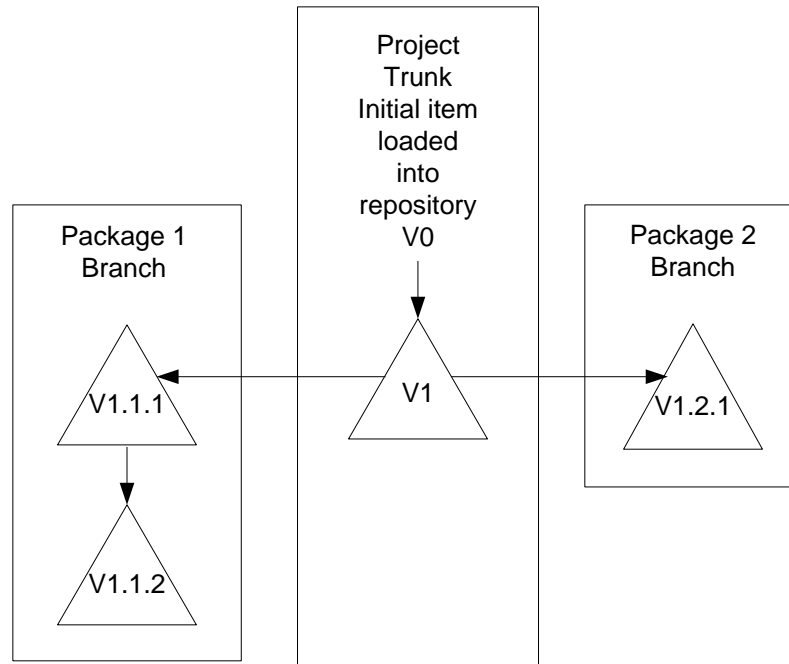 Project
Trunk
Initial item
loaded
into
repository
V0
Package 1
Branch
Package 2
Branch
V1.1.1
V1
V1.2.1
V1.1.2